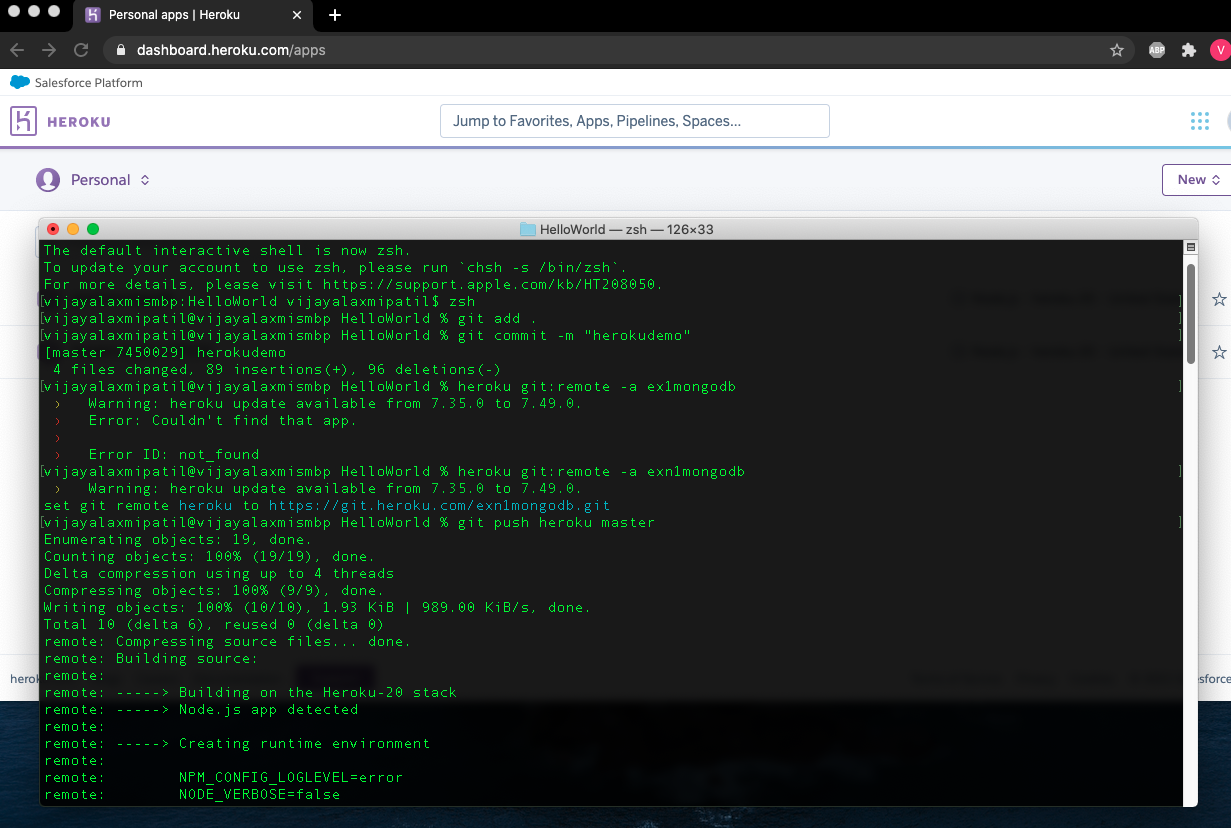 Personal apps | Heroku
dashboard.heroku.com/apps
ABP
V
Salesforce Platform
HEROKU
Jump to Favorites, Apps, Pipelines, Spaces...
Personal
New
HelloWorld — zsh — 126×33
The default interactive shell is now zsh.
To update your account to use zsh, please run `chsh -s /bin/zsh`.
For more details, please visit https://support.apple.com/kb/HT208050.
[vijayalaxmismbp:HelloWorld vijayalaxmipatil$ zsh ]
[vijayalaxmipatil@vijayalaxmismbp HelloWorld % git add . ]
[vijayalaxmipatil@vijayalaxmismbp HelloWorld % git commit -m "herokudemo" ]
[master 7450029] herokudemo
 4 files changed, 89 insertions(+), 96 deletions(-)
[vijayalaxmipatil@vijayalaxmismbp HelloWorld % heroku git:remote -a ex1mongodb ]
 ›   Warning: heroku update available from 7.35.0 to 7.49.0.
 ›   Error: Couldn't find that app.
 ›
 ›   Error ID: not_found
[vijayalaxmipatil@vijayalaxmismbp HelloWorld % heroku git:remote -a exn1mongodb ]
 ›   Warning: heroku update available from 7.35.0 to 7.49.0.
set git remote heroku to https://git.heroku.com/exn1mongodb.git
[vijayalaxmipatil@vijayalaxmismbp HelloWorld % git push heroku master ]
Enumerating objects: 19, done.
Counting objects: 100% (19/19), done.
Delta compression using up to 4 threads
Compressing objects: 100% (9/9), done.
Writing objects: 100% (10/10), 1.93 KiB | 989.00 KiB/s, done.
Total 10 (delta 6), reused 0 (delta 0)
remote: Compressing source files... done.
remote: Building source:
remote:
remote: -----> Building on the Heroku-20 stack
remote: -----> Node.js app detected
remote:
remote: -----> Creating runtime environment
remote:
remote:        NPM_CONFIG_LOGLEVEL=error
remote:        NODE_VERBOSE=false